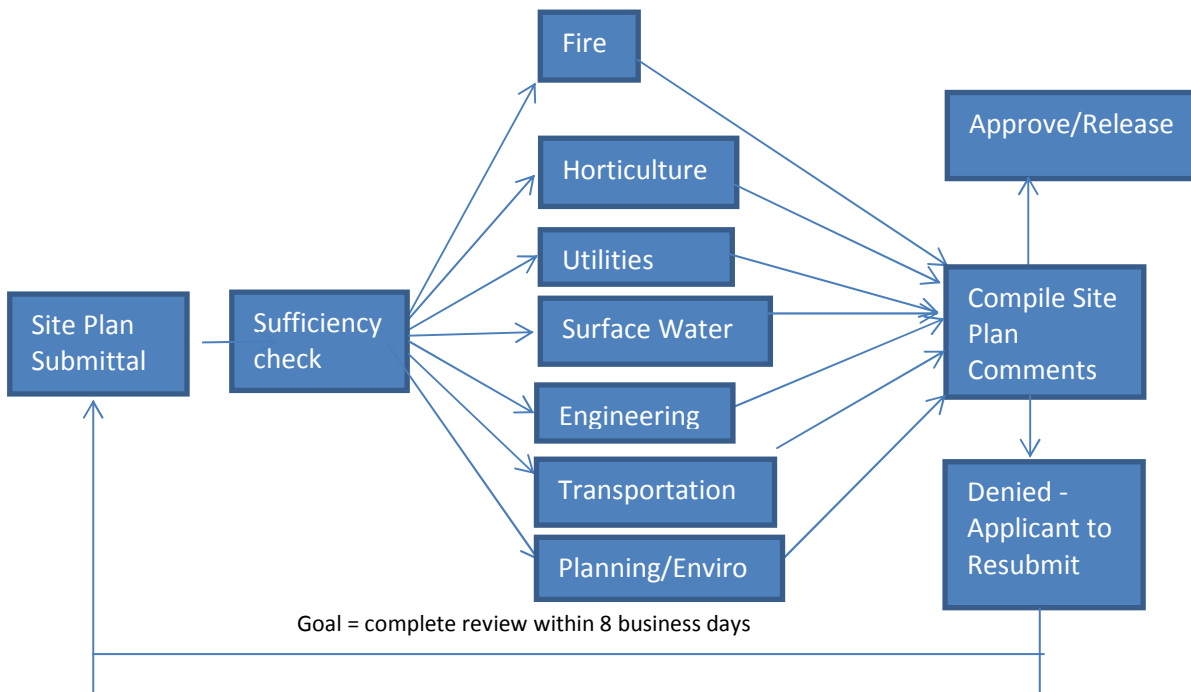 Fire
Approve/Release
Horticulture
Utilities
Site Plan
Submittal
Sufficiency
check
Surface Water
Compile Site
Plan
Comments
Engineering
Transportation
Denied -
Applicant to
Resubmit
Planning/Enviro
Goal = complete review within 8 business days